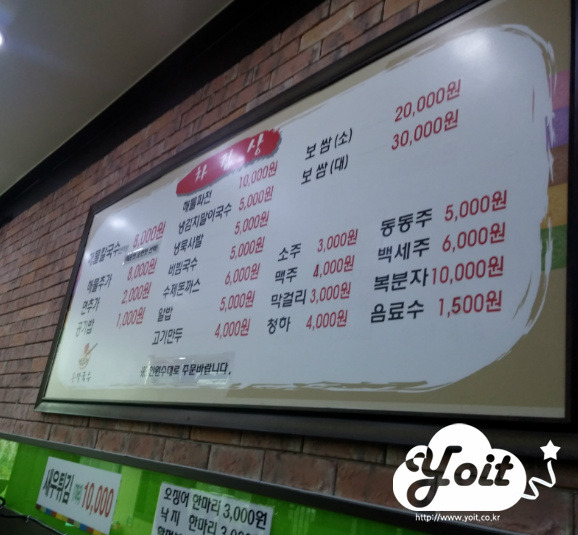 차림상
해물칼국수 6,000원
해물추가 8,000원
면추가 2,000원
공기밥 1,000원
해물파전 10,000원
냉김치말이국수 5,000원
냉묵사발 5,000원
비빔국수 5,000원
수제돈까스 6,000원
알밥 5,000원
고기만두 4,000원
보쌈(소) 20,000원
보쌈(대) 30,000원
소주 3,000원
맥주 4,000원
막걸리 3,000원
청하 4,000원
동동주 5,000원
백세주 6,000원
복분자 10,000원
음료수 1,500원
인원수대로 주문바랍니다.
새우튀김 10,000
오징어 한마리 3,000원
낙지 한마리 3,000원
Yoit
http://www.yoit.co.kr